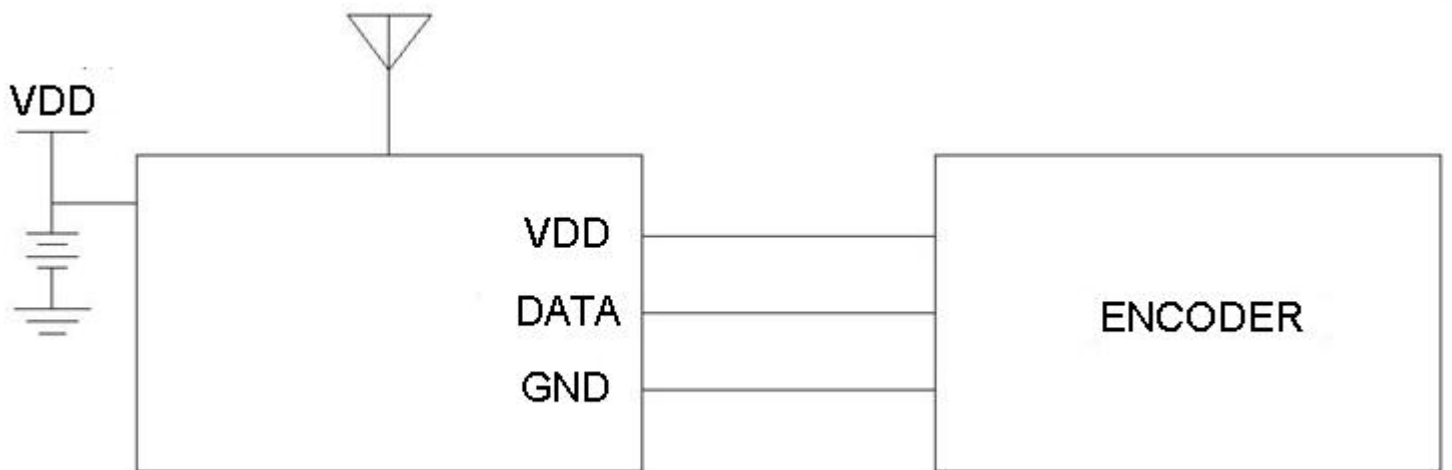 VDD
VDD
DATA
GND
ENCODER